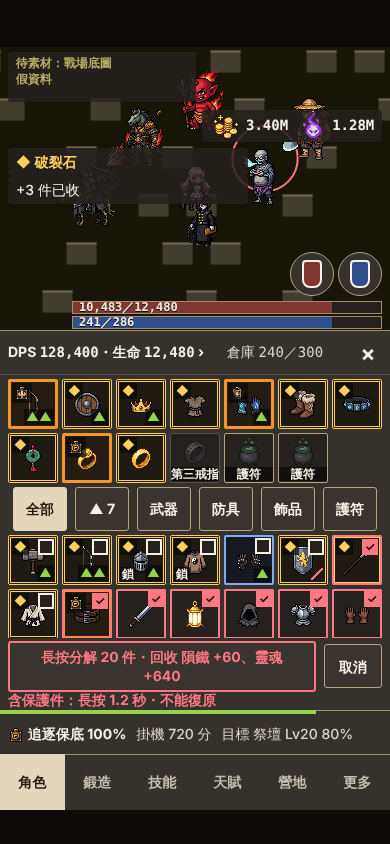 待素材：戰場底圖
假資料
3.40M
1.28M
◆ 破裂石
+3 件已收
10,483／12,480
241／286
DPS 128,400・生命 12,480 ›
倉庫 240／300
×
第三戒指
護符
護符
全部
▲ 7
武器
防具
飾品
護符
鎖
鎖
長按分解 20 件・回收 隕鐵 +60、靈魂
+640
取消
含保護件：長按 1.2 秒・不能復原
追逐保底 100%
掛機 720 分
目標 祭壇 Lv20 80%
角色
鍛造
技能
天賦
營地
更多